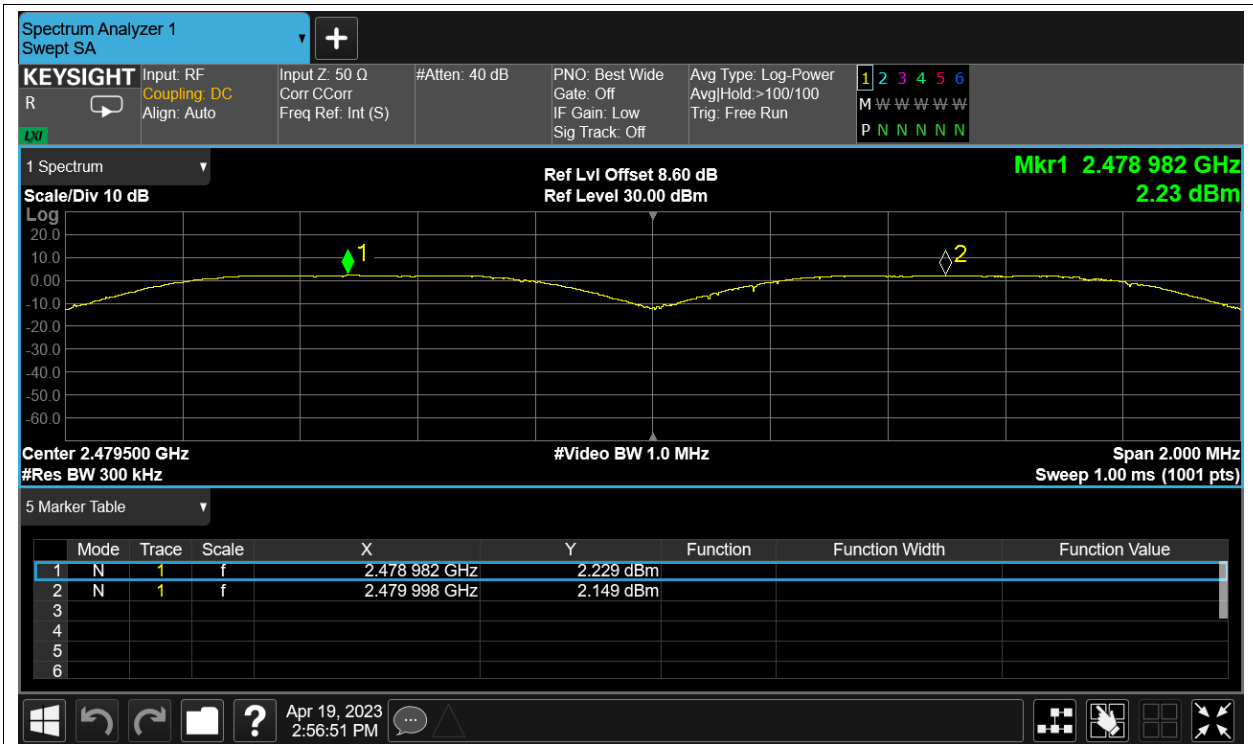 Spectrum Analyzer 1
Swept SA
KEYSIGHT
R
LXI
Input: RF
Coupling: DC
Align: Auto
Input Z: 50 Ω
Corr CCorr
Freq Ref: Int (S)
#Atten: 40 dB
PNO: Best Wide
Gate: Off
IF Gain: Low
Sig Track: Off
Avg Type: Log-Power
Avg|Hold:>100/100
Trig: Free Run
1 2 3 4 5 6
M W W W W W
P N N N N N
1 Spectrum
Scale/Div 10 dB
Ref Lvl Offset 8.60 dB
Ref Level 30.00 dBm
Mkr1 2.478 982 GHz
2.23 dBm
Log
20.0
10.0
0.00
-10.0
-20.0
-30.0
-40.0
-50.0
-60.0
1
2
Center 2.479500 GHz
#Res BW 300 kHz
#Video BW 1.0 MHz
Span 2.000 MHz
Sweep 1.00 ms (1001 pts)
5 Marker Table
Mode Trace Scale X Y Function Function Width Function Value
1 N 1 f 2.478 982 GHz 2.229 dBm
2 N 1 f 2.479 998 GHz 2.149 dBm
3
4
5
6
?
Apr 19, 2023
2:56:51 PM